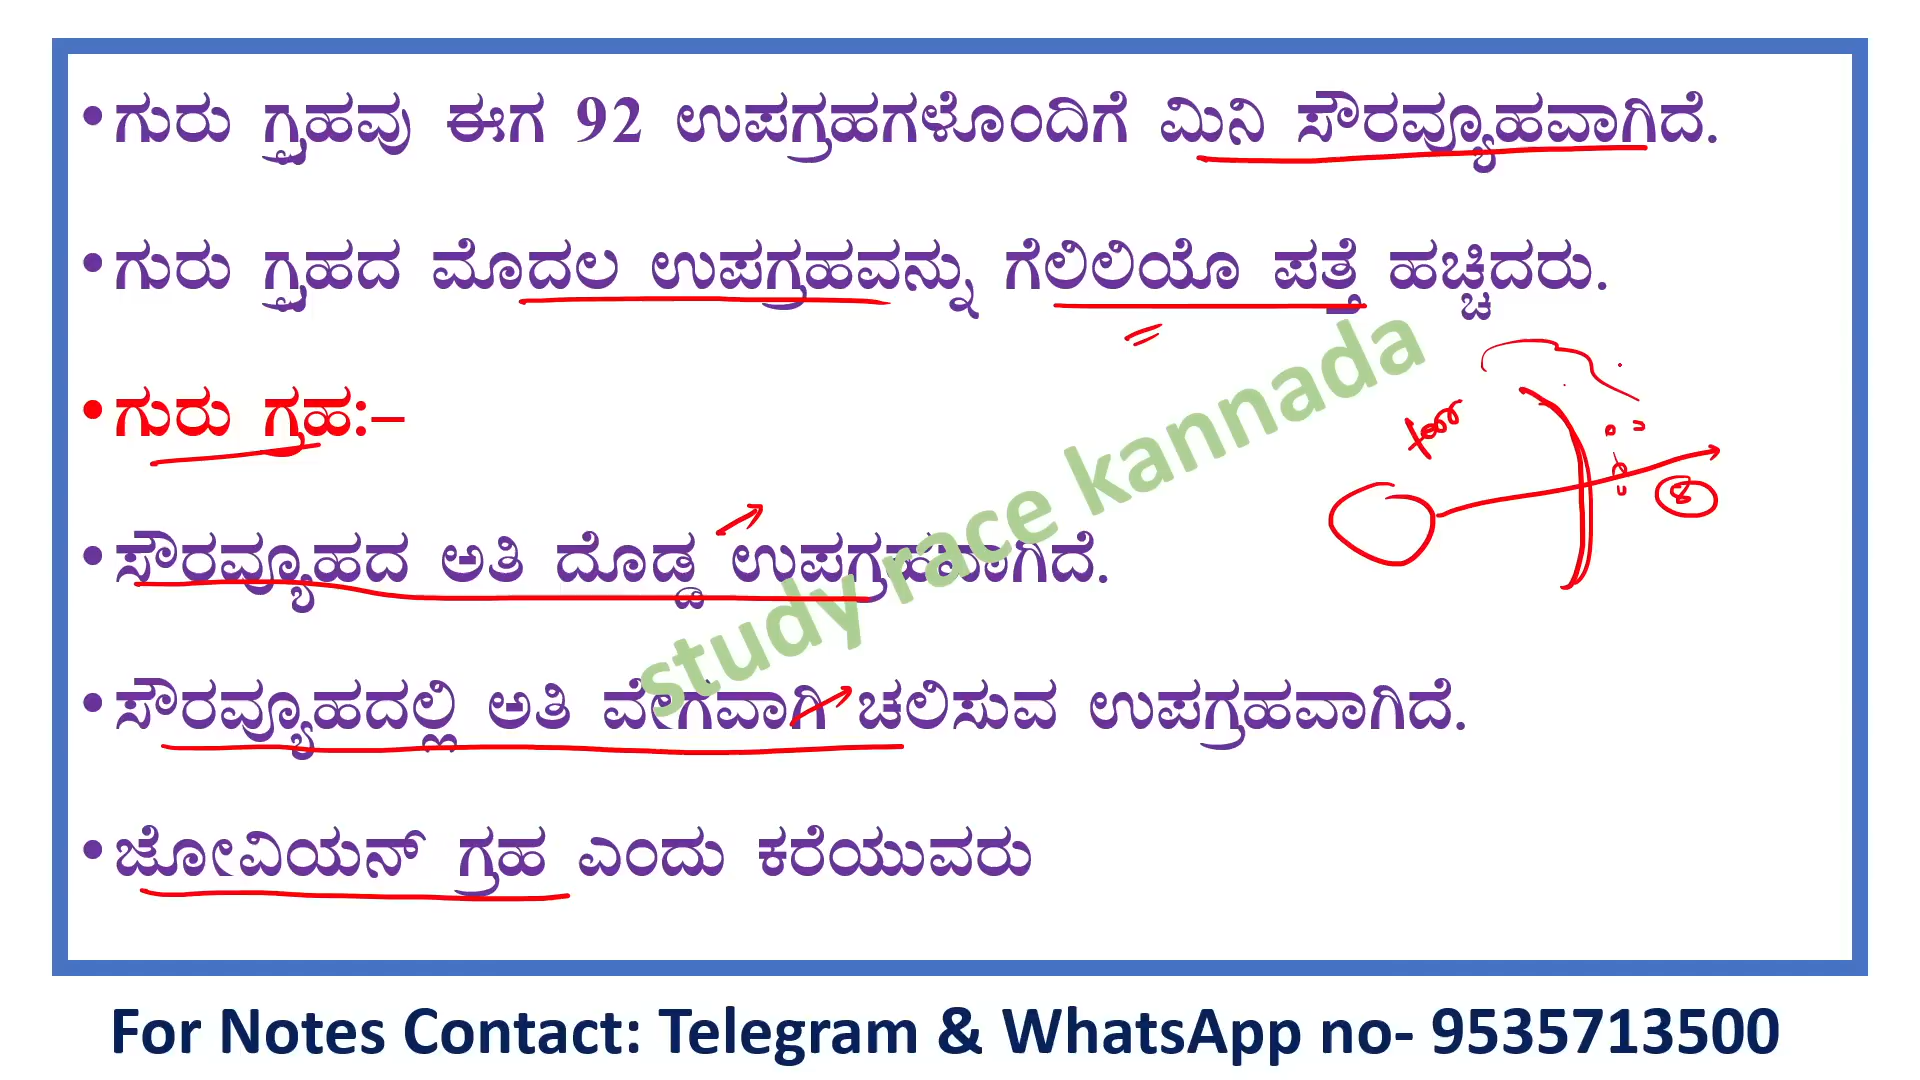 •ಗುರು ಗ್ರಹವು ಈಗ 92 ಉಪಗ್ರಹಗಳೊಂದಿಗೆ ಮಿನಿ ಸೌರವ್ಯೂಹವಾಗಿದೆ.
•ಗುರು ಗ್ರಹದ ಮೊದಲ ಉಪಗ್ರಹವನ್ನು ಗೆಲಿಲಿಯೊ ಪತ್ತೆ ಹಚ್ಚಿದರು.
•ಗುರು ಗ್ರಹ:–
•ಸೌರವ್ಯೂಹದ ಅತಿ ದೊಡ್ಡ ಉಪಗ್ರಹವಾಗಿದೆ.
•ಸೌರವ್ಯೂಹದಲ್ಲಿ ಅತಿ ವೇಗವಾಗಿ ಚಲಿಸುವ ಉಪಗ್ರಹವಾಗಿದೆ.
•ಜೋವಿಯನ್ ಗ್ರಹ ಎಂದು ಕರೆಯುವರು
study race kannada
For Notes Contact: Telegram & WhatsApp no- 9535713500